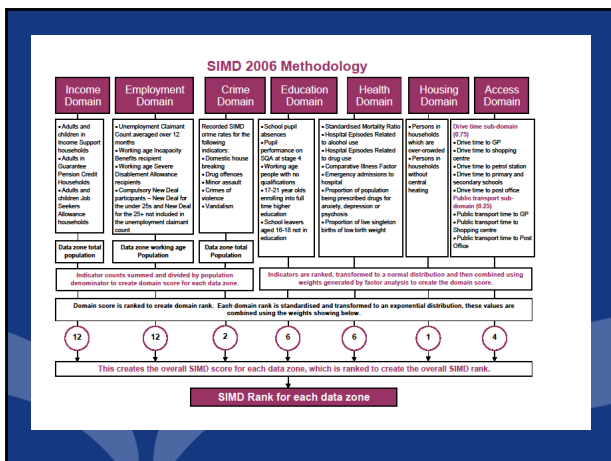 SIMD 2006 Methodology
Income
Domain
Employment
Domain
Crime
Domain
Education
Domain
Health
Domain
Housing
Domain
Access
Domain
• Adults and
children in
Income Support
households
• Adults in
Guarantee
Pension Credit
Households
• Adults and
children Job
Seekers
Allowance
households
• Unemployment Claimant
Count averaged over 12
months
• Working age Incapacity
Benefits recipient
• Working age Severe
Disablement Allowance
recipients
• Compulsory New Deal
participants – New Deal for
the under 25s and New Deal
for the 25+ not included in
the unemployment claimant
count
Recorded SIMD
crime rates for the
following
indicators:
• Domestic house
breaking
• Drug offences
• Minor assault
• Crimes of
violence
• Vandalism
• School pupil
absences
• Pupil
performance on
SQA at stage 4
• Working age
people with no
qualifications
• 17-21 year olds
enrolling into full
time higher
education
• School leavers
aged 16-18 not in
education
• Standardised Mortality Ratio
• Hospital Episodes Related
to alcohol use
• Hospital Episodes Related
to drug use
• Comparative Illness Factor
• Emergency admissions to
hospital
• Proportion of population
being prescribed drugs for
anxiety, depression or
psychosis
• Proportion of live singleton
births of low birth weight
• Persons in
households
which are
over-crowded
• Persons in
households
without
central
heating
Drive time sub-domain
(0.75)
• Drive time to GP
• Drive time to shopping
centre
• Drive time to petrol station
• Drive time to primary and
secondary schools
• Drive time to post office
Public transport sub-
domain (0.25)
• Public transport time to GP
• Public transport time to
Shopping centre
• Public transport time to Post
Office
Data zone total
population
Data zone working age
Population
Data zone total
Population
Indicator counts summed and divided by population
denominator to create domain score for each data zone.
Indicators are ranked, transformed to a normal distribution and then combined using
weights generated by factor analysis to create the domain score.
Domain score is ranked to create domain rank. Each domain rank is standardised and transformed to an exponential distribution, these values are
combined using the weights showing below.
12
12
2
6
6
1
4
This creates the overall SIMD score for each data zone, which is ranked to create the overall SIMD rank.
SIMD Rank for each data zone